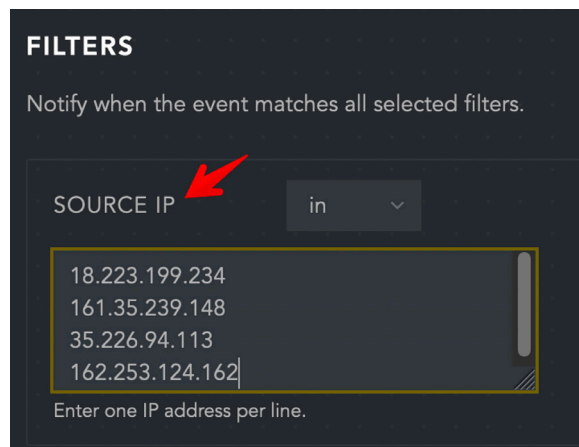 FILTERS
Notify when the event matches all selected filters.
SOURCE IP in
18.223.199.234
161.35.239.148
35.226.94.113
162.253.124.162
Enter one IP address per line.